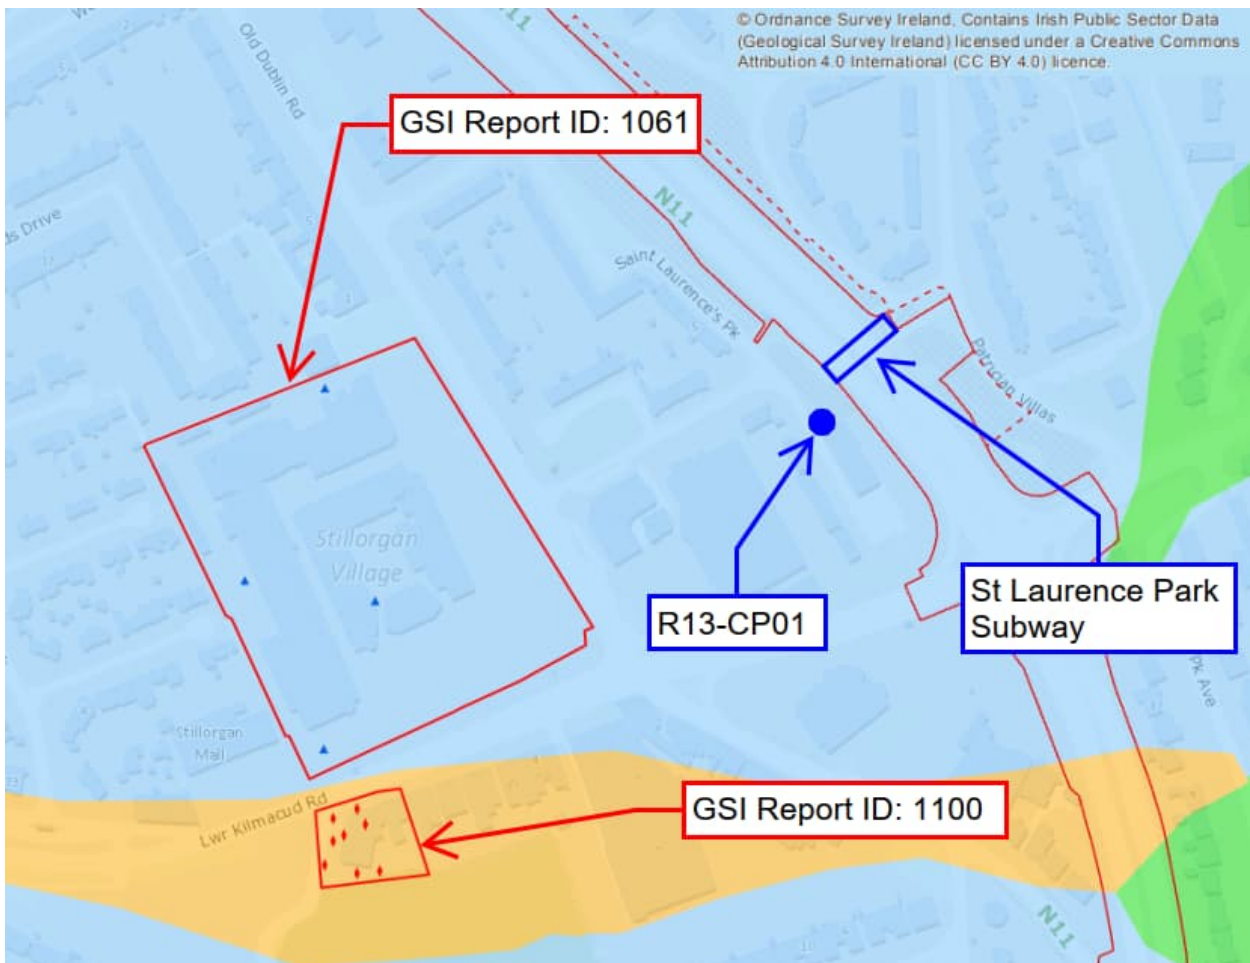 © Ordnance Survey Ireland, Contains Irish Public Sector Data
(Geological Survey Ireland) licensed under a Creative Commons
Attribution 4.0 International (CC BY 4.0) licence.
N11
Old Dublin Rd
GSI Report ID: 1061
N11
ds Drive
Saint Laurence's Pk
Patrician Villas
Stillorgan
Village
St Laurence Park
Subway
R13-CP01
Pk Ave
Stillorgan
Mall
Lwr Kilmacud Rd
GSI Report ID: 1100
N11